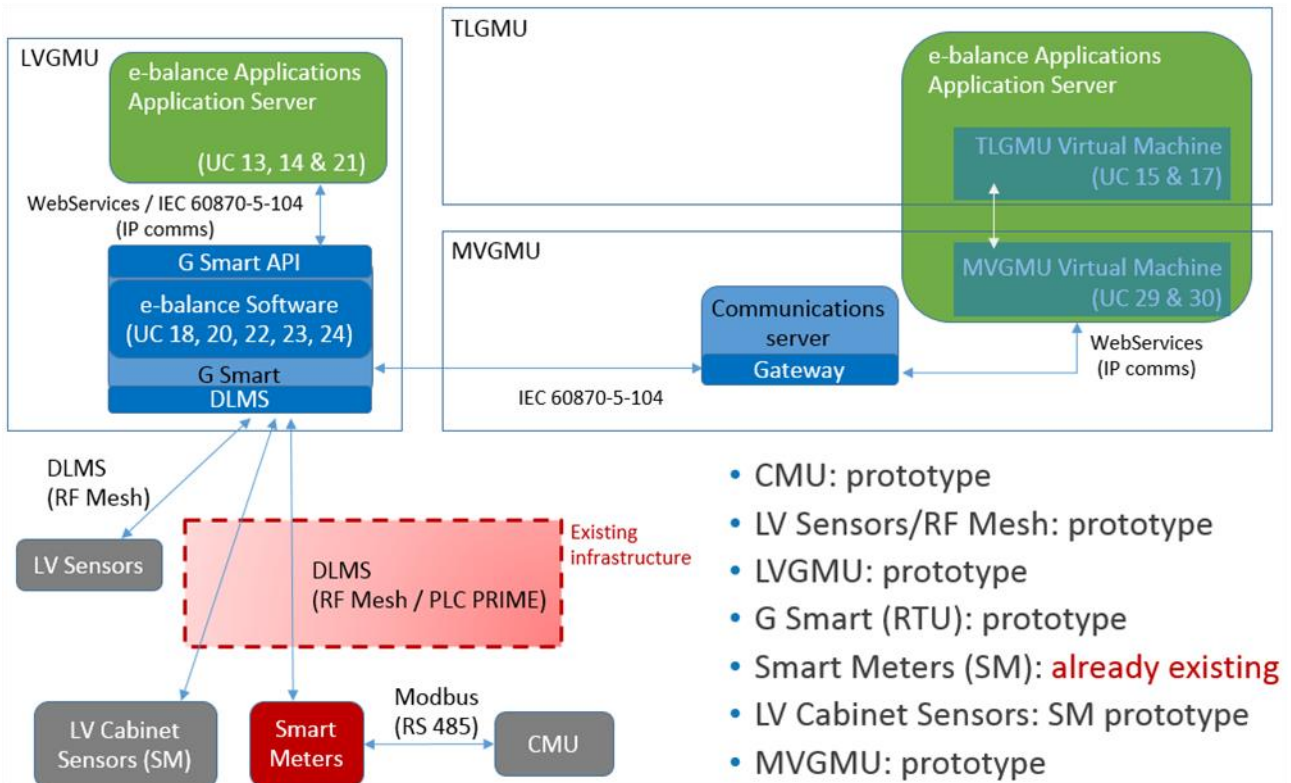 LVGMU
e-balance Applications
Application Server
(UC 13, 14 & 21)
WebServices / IEC 60870-5-104
(IP comms)
G Smart API
e-balance Software
(UC 18, 20, 22, 23, 24)
G Smart
DLMS
TLGMU
e-balance Applications
Application Server
TLGMU Virtual Machine
(UC 15 & 17)
MVGMU
MVGMU Virtual Machine
(UC 29 & 30)
Communications
server
Gateway
WebServices
(IP comms)
IEC 60870-5-104
DLMS
(RF Mesh)
LV Sensors
Existing
infrastructure
DLMS
(RF Mesh / PLC PRIME)
LV Cabinet
Sensors (SM)
Smart
Meters
Modbus
(RS 485)
CMU
• CMU: prototype
• LV Sensors/RF Mesh: prototype
• LVGMU: prototype
• G Smart (RTU): prototype
• Smart Meters (SM): already existing
• LV Cabinet Sensors: SM prototype
• MVGMU: prototype